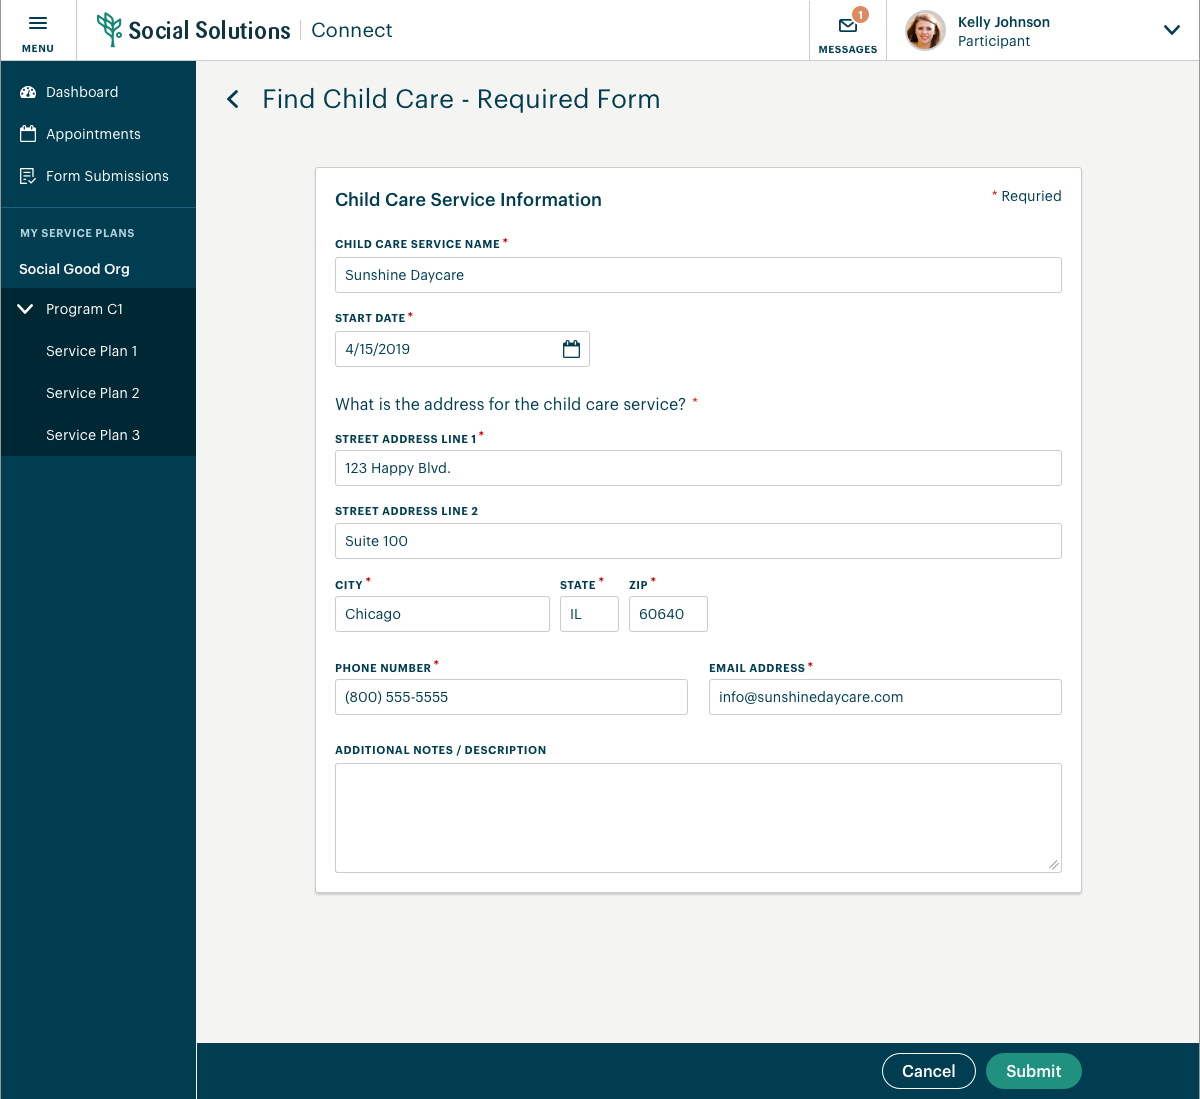 MENU
Social Solutions Connect
1
MESSAGES
Kelly Johnson
Participant
Dashboard
Appointments
Form Submissions
MY SERVICE PLANS
Social Good Org
Program C1
Service Plan 1
Service Plan 2
Service Plan 3
Find Child Care - Required Form
Child Care Service Information
* Requried
CHILD CARE SERVICE NAME *
Sunshine Daycare
START DATE *
4/15/2019
What is the address for the child care service? *
STREET ADDRESS LINE 1 *
123 Happy Blvd.
STREET ADDRESS LINE 2
Suite 100
CITY * STATE * ZIP *
Chicago IL 60640
PHONE NUMBER * EMAIL ADDRESS *
(800) 555-5555 info@sunshinedaycare.com
ADDITIONAL NOTES / DESCRIPTION
Cancel Submit